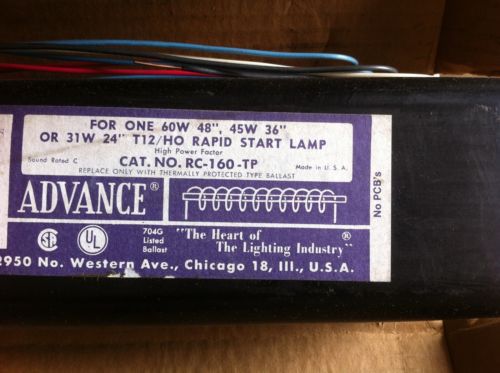 FOR ONE 60W 48", 45W 36"
OR 31W 24" T12/HO RAPID START LAMP
High Power Factor
Sound Rated C
CAT. NO. RC-160-TP
Made in U.S.A.
REPLACE ONLY WITH THERMALLY PROTECTED TYPE BALLAST
ADVANCE®
No PCB's
SA
UL
704G
Listed
Ballast
"The Heart of
The Lighting Industry"
®
2950 No. Western Ave., Chicago 18, Ill., U.S.A.